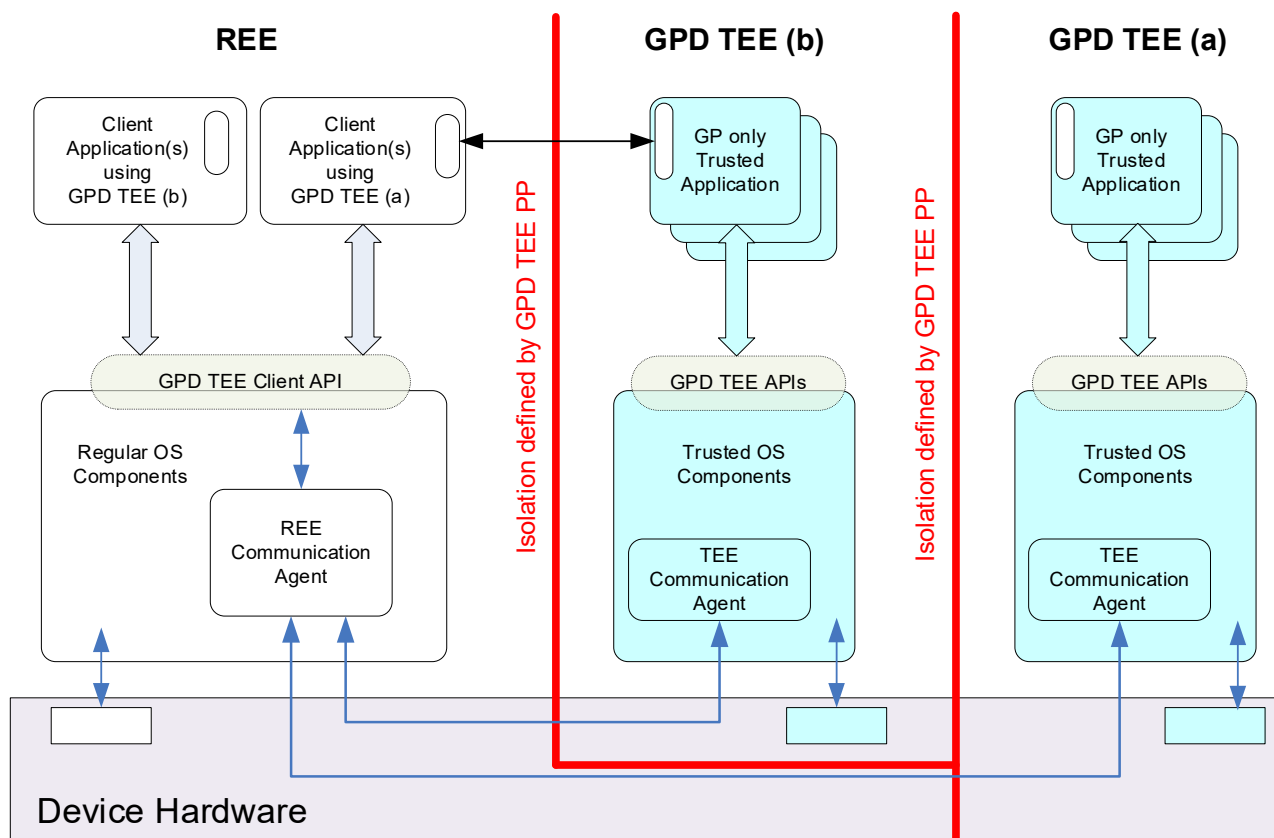 REE
GPD TEE (b)
GPD TEE (a)
Client
Application(s)
using
GPD TEE (b)
Client
Application(s)
using
GPD TEE (a)
GP only
Trusted
Application
GP only
Trusted
Application
Isolation defined by GPD TEE PP
Isolation defined by GPD TEE PP
GPD TEE Client API
GPD TEE APIs
GPD TEE APIs
Regular OS
Components
Trusted OS
Components
Trusted OS
Components
REE
Communication
Agent
TEE
Communication
Agent
TEE
Communication
Agent
Device Hardware